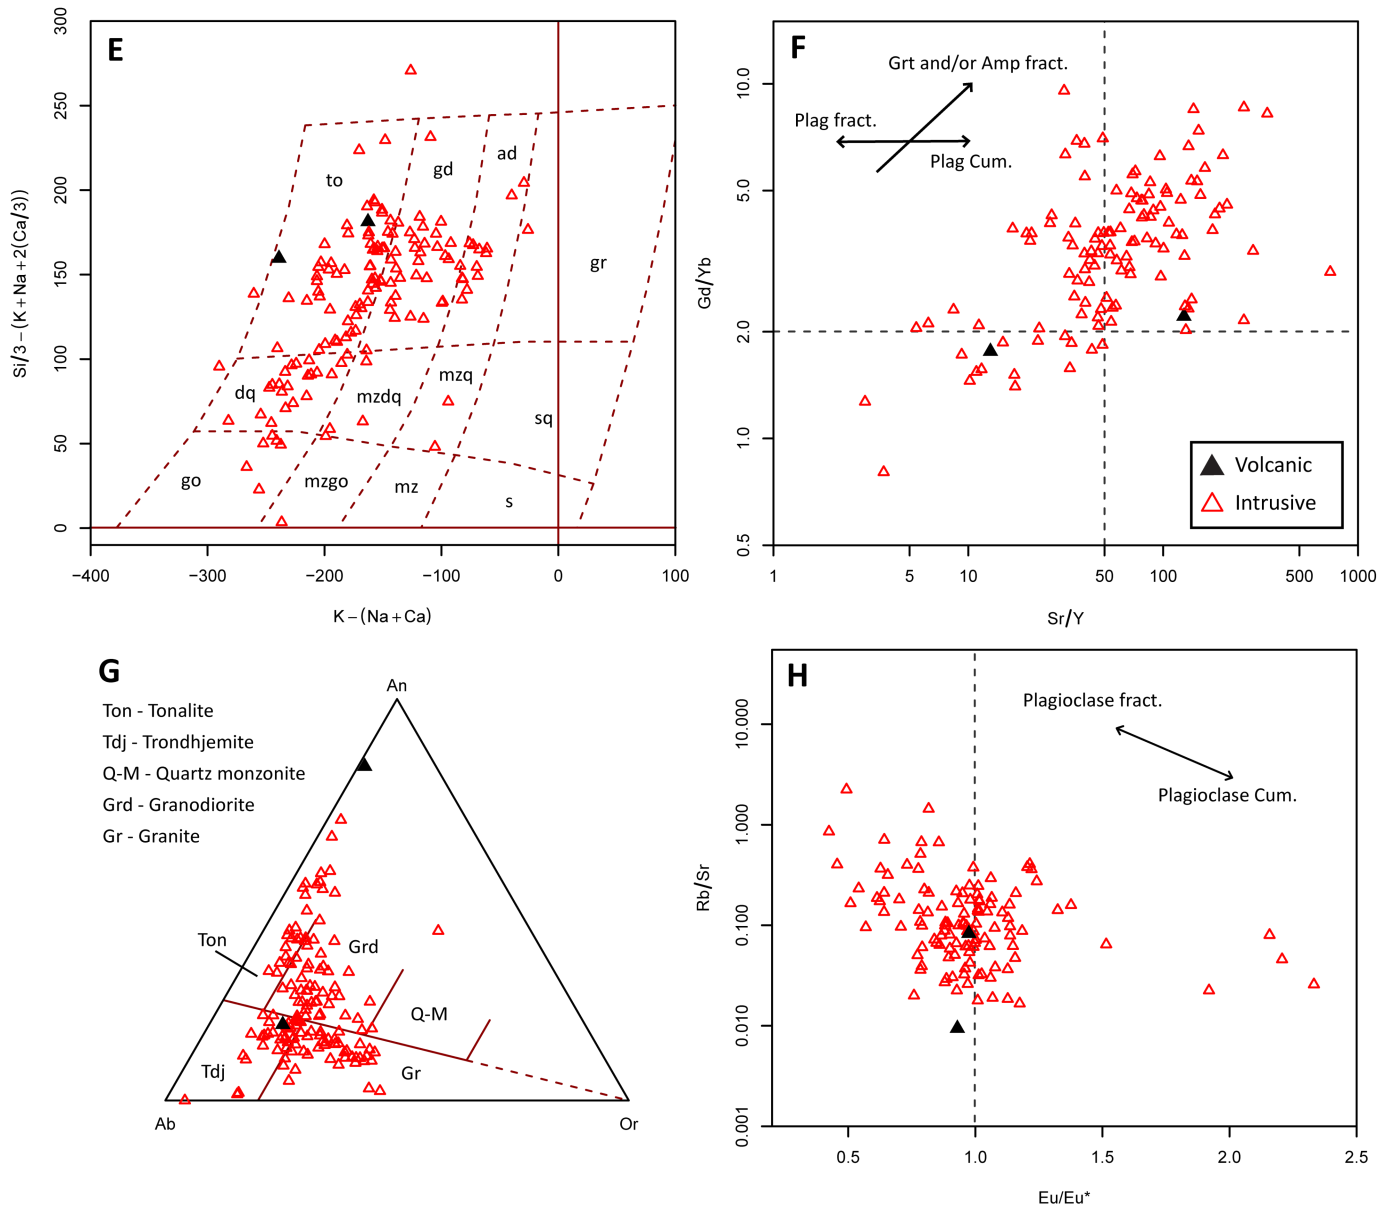 E
300
250
200
150
100
50
0
Si/3−(K+Na+2(Ca/3))
to
gd
ad
gr
dq
mzdq
mzq
sq
go
mzgo
mz
s
−400
−300
−200
−100
0
100
K−(Na+Ca)
F
Grt and/or Amp fract.
Plag fract.
Plag Cum.
10.0
5.0
2.0
1.0
0.5
Gd/Yb
Volcanic
Intrusive
1
5
10
50
100
500
1000
Sr/Y
G
An
Ton - Tonalite
Tdj - Trondhjemite
Q-M - Quartz monzonite
Grd - Granodiorite
Gr - Granite
Ton
Grd
Q-M
Tdj
Gr
Ab
Or
H
Plagioclase fract.
Plagioclase Cum.
10.000
1.000
0.100
0.010
0.001
Rb/Sr
0.5
1.0
1.5
2.0
2.5
Eu/Eu*